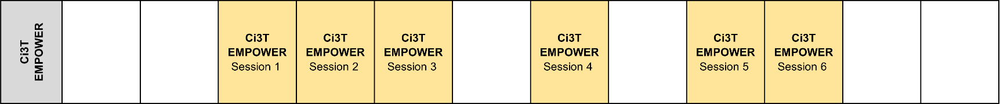 Ci3T
EMPOWER
Ci3T
EMPOWER
Session 1
Ci3T
EMPOWER
Session 2
Ci3T
EMPOWER
Session 3
Ci3T
EMPOWER
Session 4
Ci3T
EMPOWER
Session 5
Ci3T
EMPOWER
Session 6